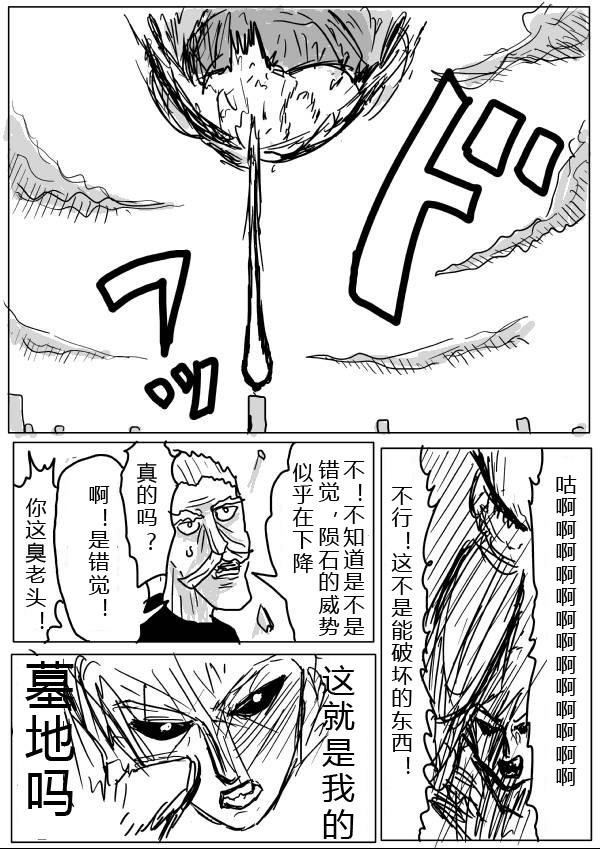 ド
フッ
咕啊啊啊啊啊啊啊啊啊啊啊啊啊
不行！这不是能破坏的东西！
不！不知道是不是
错觉，陨石的威势
似乎在下降
真的吗？
啊！是错觉！
你这臭老头！
这就是我的
墓地吗